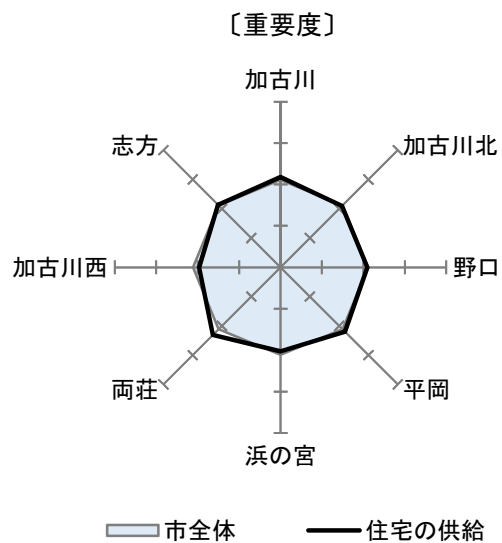 〔重要度〕
加古川
志方
加古川北
加古川西
野口
両荘
平岡
浜の宮
市全体
住宅の供給